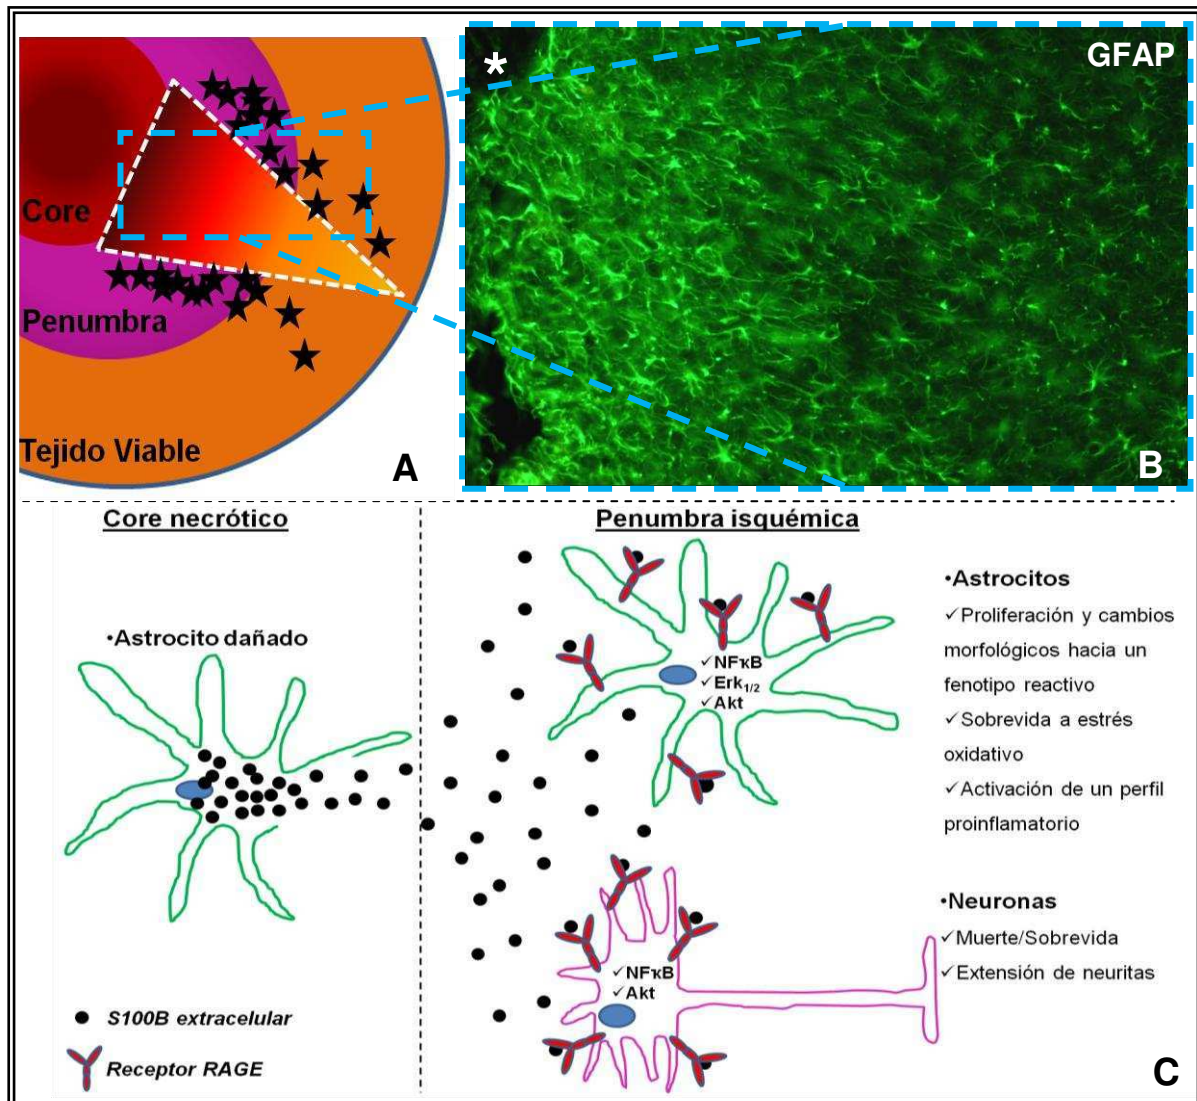 Core
Penumbra
Tejido Viable
A
*
GFAP
B
Core necrótico
•Astrocito dañado
S100B extracelular
Receptor RAGE
Penumbra isquémica
✓NFκB
✓Erk1/2
✓Akt
✓NFκB
✓Akt
•Astrocitos
✓Proliferación y cambios
morfológicos hacia un
fenotipo reactivo
✓Sobrevida a estrés
oxidativo
✓Activación de un perfil
proinflamatorio
•Neuronas
✓Muerte/Sobrevida
✓Extensión de neuritas
C